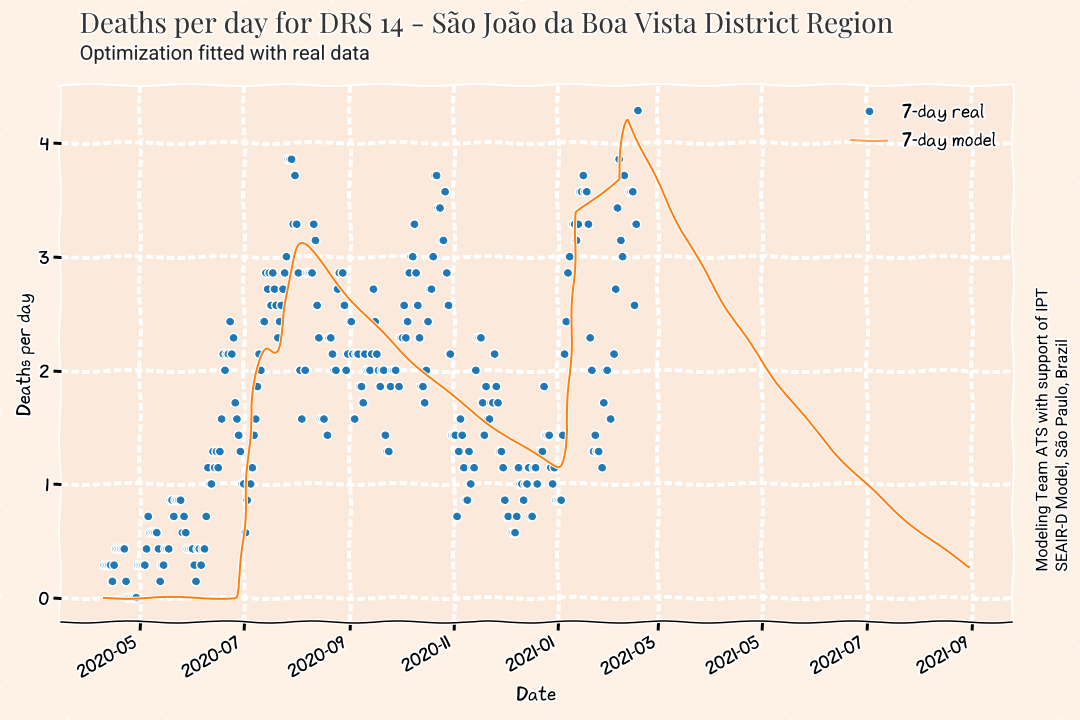 Deaths per day for DRS 14 - São João da Boa Vista District Region
Optimization fitted with real data
7-day real
7-day model
4
3
2
1
0
Deaths per day
2020-05
2020-07
2020-09
2020-11
2021-01
2021-03
2021-05
2021-07
2021-09
Date
Modeling Team ATS with support of IPT
SEAIR-D Model, São Paulo, Brazil